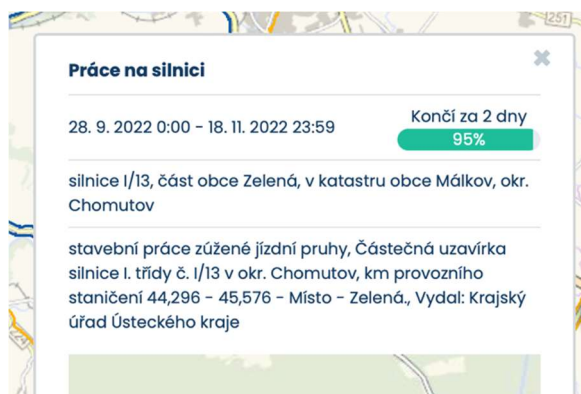 251
Práce na silnici
28. 9. 2022 0:00 - 18. 11. 2022 23:59
Končí za 2 dny
95%
silnice I/13, část obce Zelená, v katastru obce Málkov, okr.
Chomutov
stavební práce zúžené jízdní pruhy, Částečná uzavírka
silnice I. třídy č. I/13 v okr. Chomutov, km provozního
staničení 44,296 - 45,576 - Místo - Zelená., Vydal: Krajský
úřad Ústeckého kraje